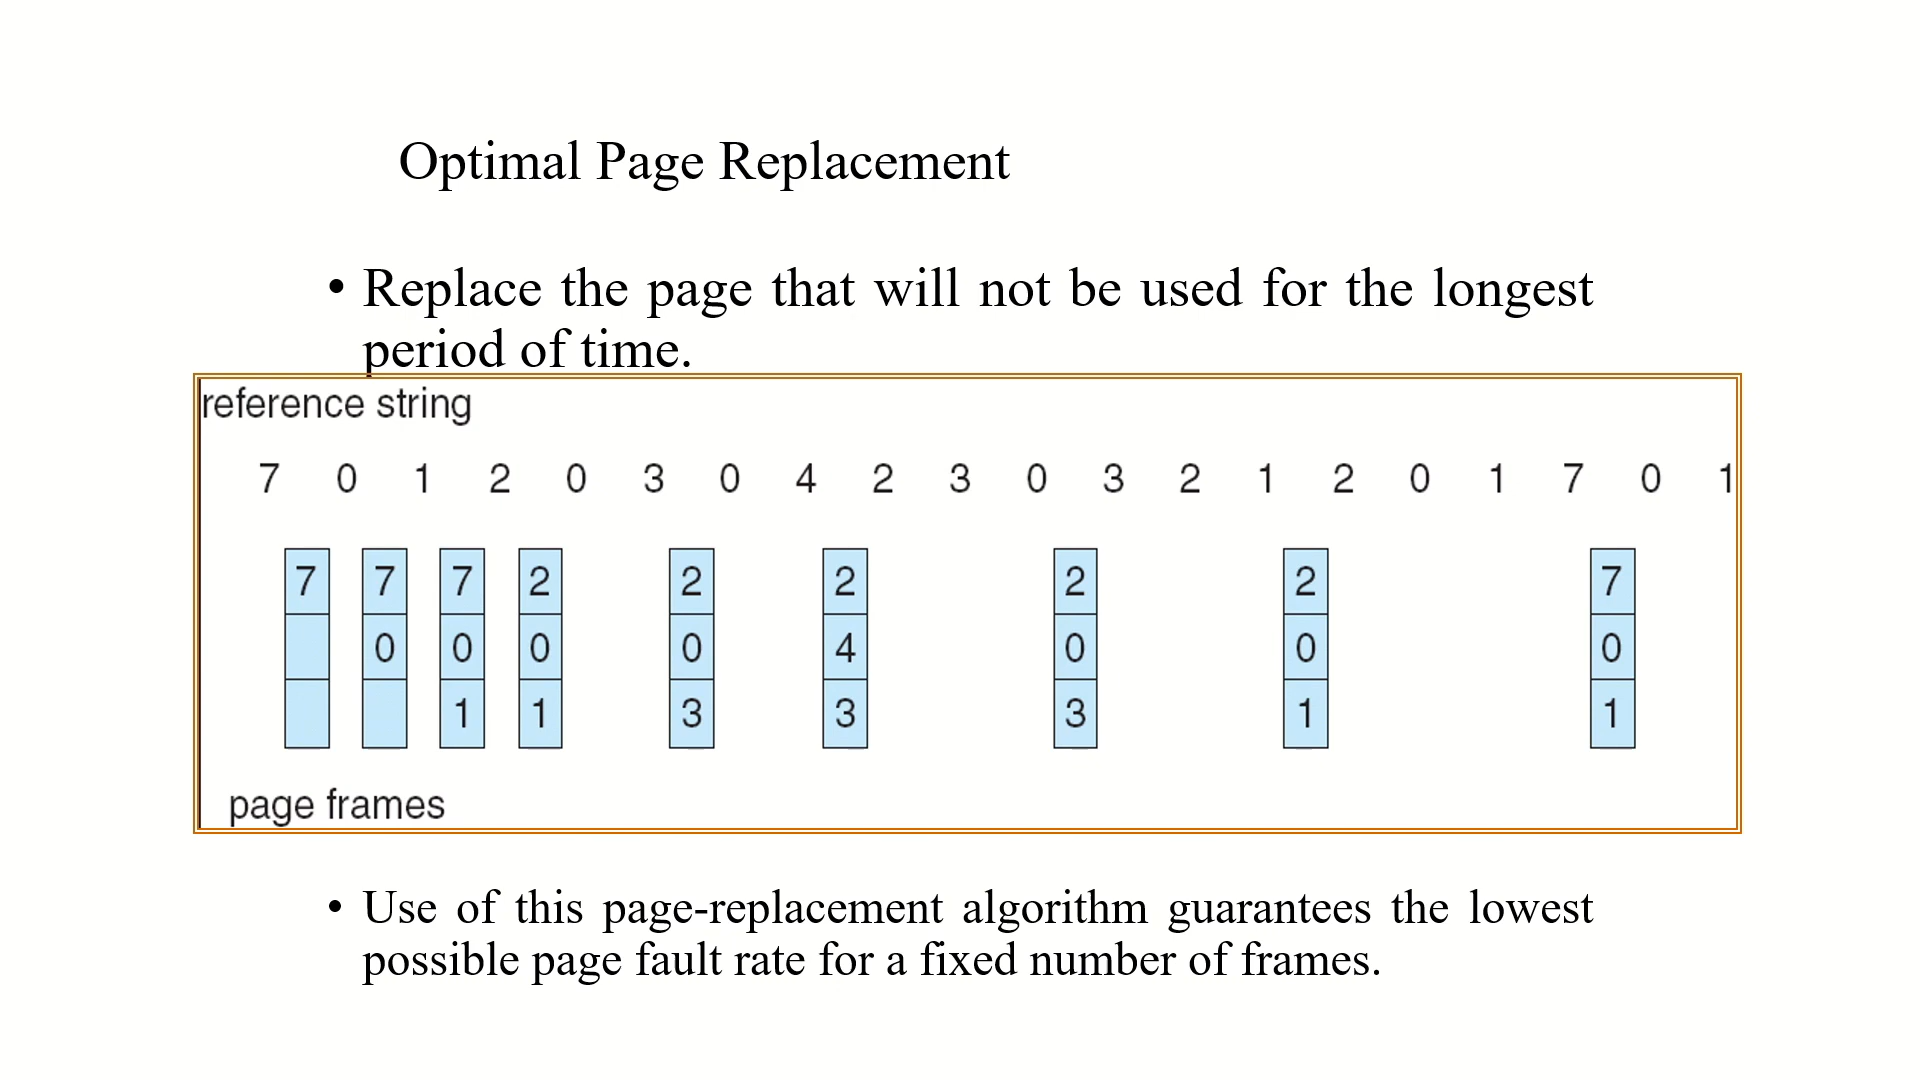 Optimal Page Replacement
• Replace the page that will not be used for the longest
period of time.
reference string
7 0 1 2 0 3 0 4 2 3 0 3 2 1 2 0 1 7 0 1
7 7 7 2 2 2 2 2 7
0 0 0 0 4 0 0 0
1 1 3 3 3 1 1
page frames
• Use of this page-replacement algorithm guarantees the lowest
possible page fault rate for a fixed number of frames.